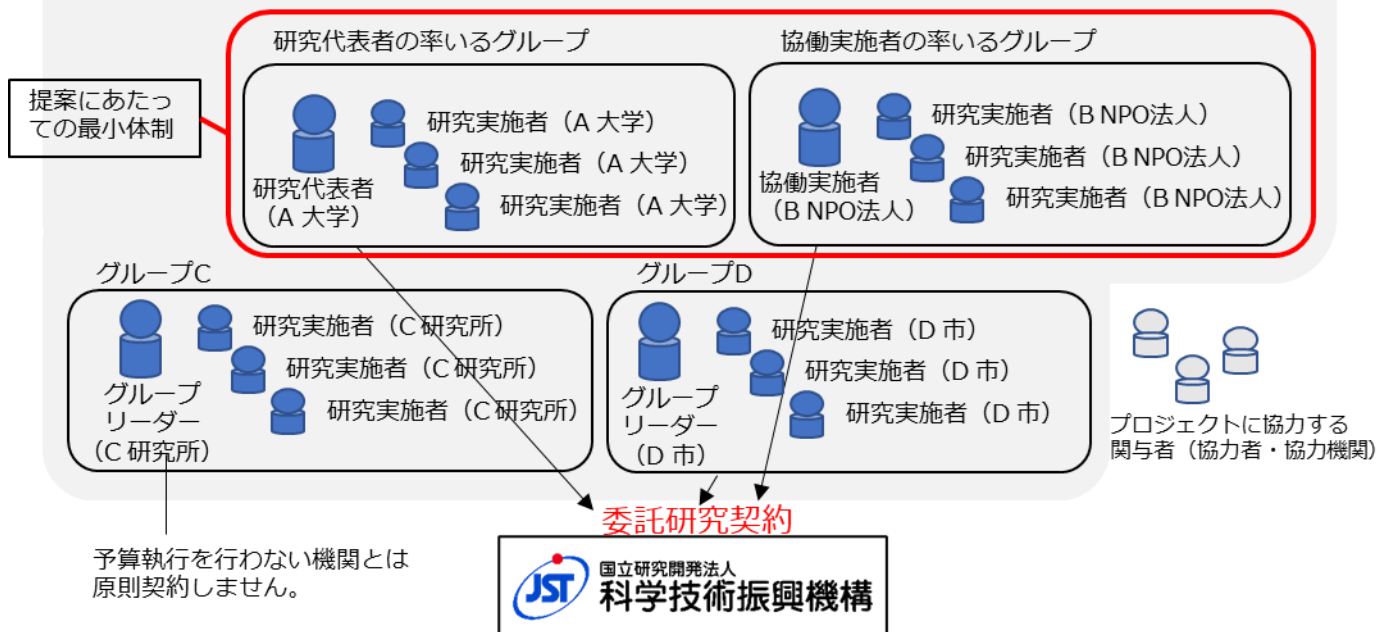 研究代表者の率いるグループ
協働実施者の率いるグループ
提案にあたっ
ての最小体制
研究実施者（A 大学）
研究実施者（A 大学）
研究実施者（A 大学）
研究代表者
（A 大学）
研究実施者（B NPO法人）
研究実施者（B NPO法人）
研究実施者（B NPO法人）
協働実施者
（B NPO法人）
グループC
研究実施者（C 研究所）
研究実施者（C 研究所）
研究実施者（C 研究所）
グループ
リーダー
（C 研究所）
グループD
研究実施者（D 市）
研究実施者（D 市）
研究実施者（D 市）
グループ
リーダー
（D 市）
プロジェクトに協力する
関与者（協力者・協力機関）
委託研究契約
予算執行を行わない機関とは
原則契約しません。
JST
国立研究開発法人
科学技術振興機構